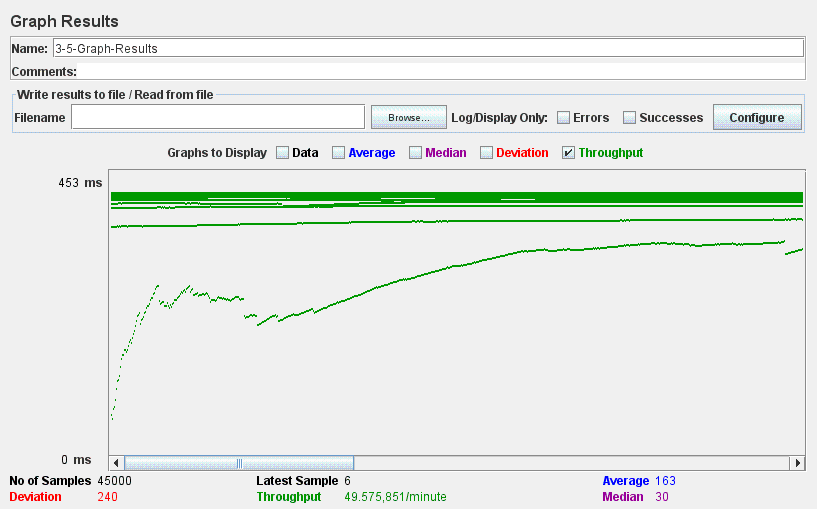 Graph Results
Name: 3-5-Graph-Results
Comments:
Write results to file / Read from file
Filename Browse... Log/Display Only: Errors Successes Configure
Graphs to Display Data Average Median Deviation Throughput
453 ms
0 ms
No of Samples 45000 Latest Sample 6 Average 163
Deviation 240 Throughput 49.575,851/minute Median 30